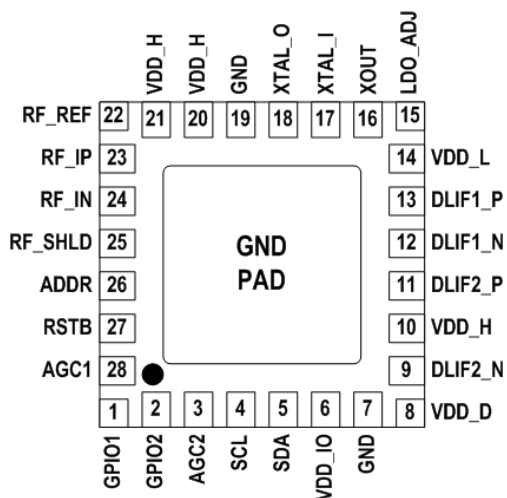 VDD_H
VDD_H
GND
XTAL_O
XTAL_I
XOUT
LDO_ADJ
RF_REF 22 21 20 19 18 17 16 15
RF_IP 23 14 VDD_L
RF_IN 24 13 DLIF1_P
RF_SHLD 25 12 DLIF1_N
GND
PAD
ADDR 26 11 DLIF2_P
RSTB 27 10 VDD_H
AGC1 28 9 DLIF2_N
1 2 3 4 5 6 7 8 VDD_D
GPIO1
GPIO2
AGC2
SCL
SDA
VDD_IO
GND